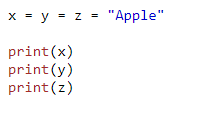 x = y = z = "Apple"
print(x)
print(y)
print(z)